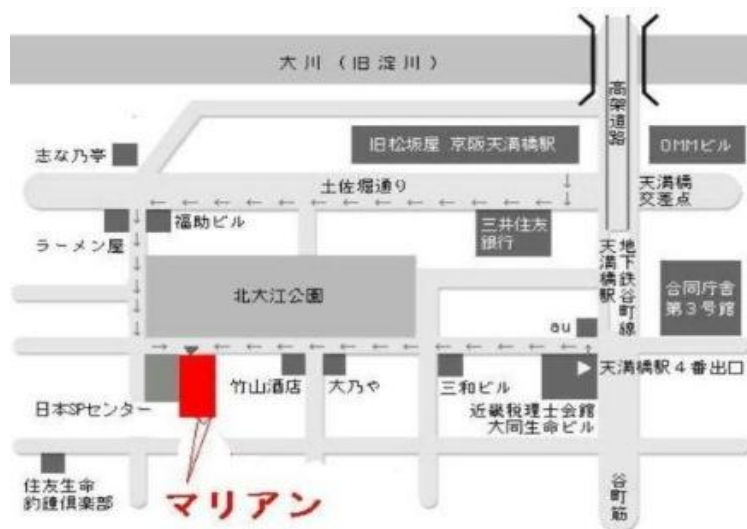 大川（旧淀川）
高架道路
志な乃亭
旧松坂屋 京阪天満橋駅
OMMビル
土佐堀通り
天満橋
交差点
ラーメン屋
福助ビル
三井住友
銀行
地下鉄谷町線
天満橋駅
合同庁舎
第３号館
北大江公園
au
日本SPセンター
竹山酒店
大乃や
三和ビル
天満橋駅４番出口
近畿税理士会館
大同生命ビル
住友生命
釣鐘倶楽部
マリアン
谷町筋